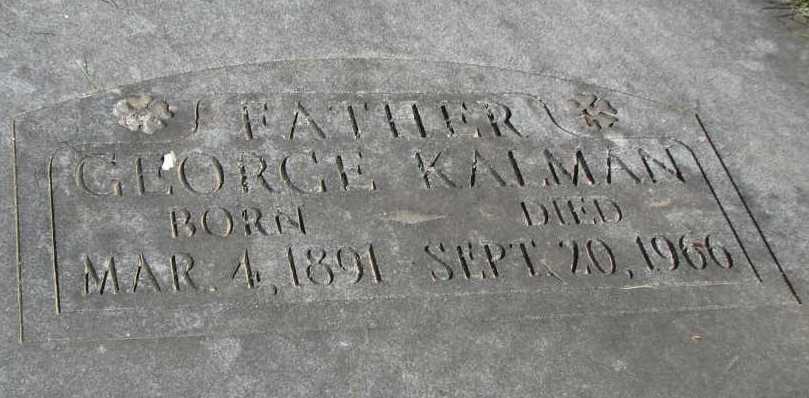 FATHER
GEORGE KALMAN
BORN DIED
MAR. 4, 1891 SEPT. 20, 1966